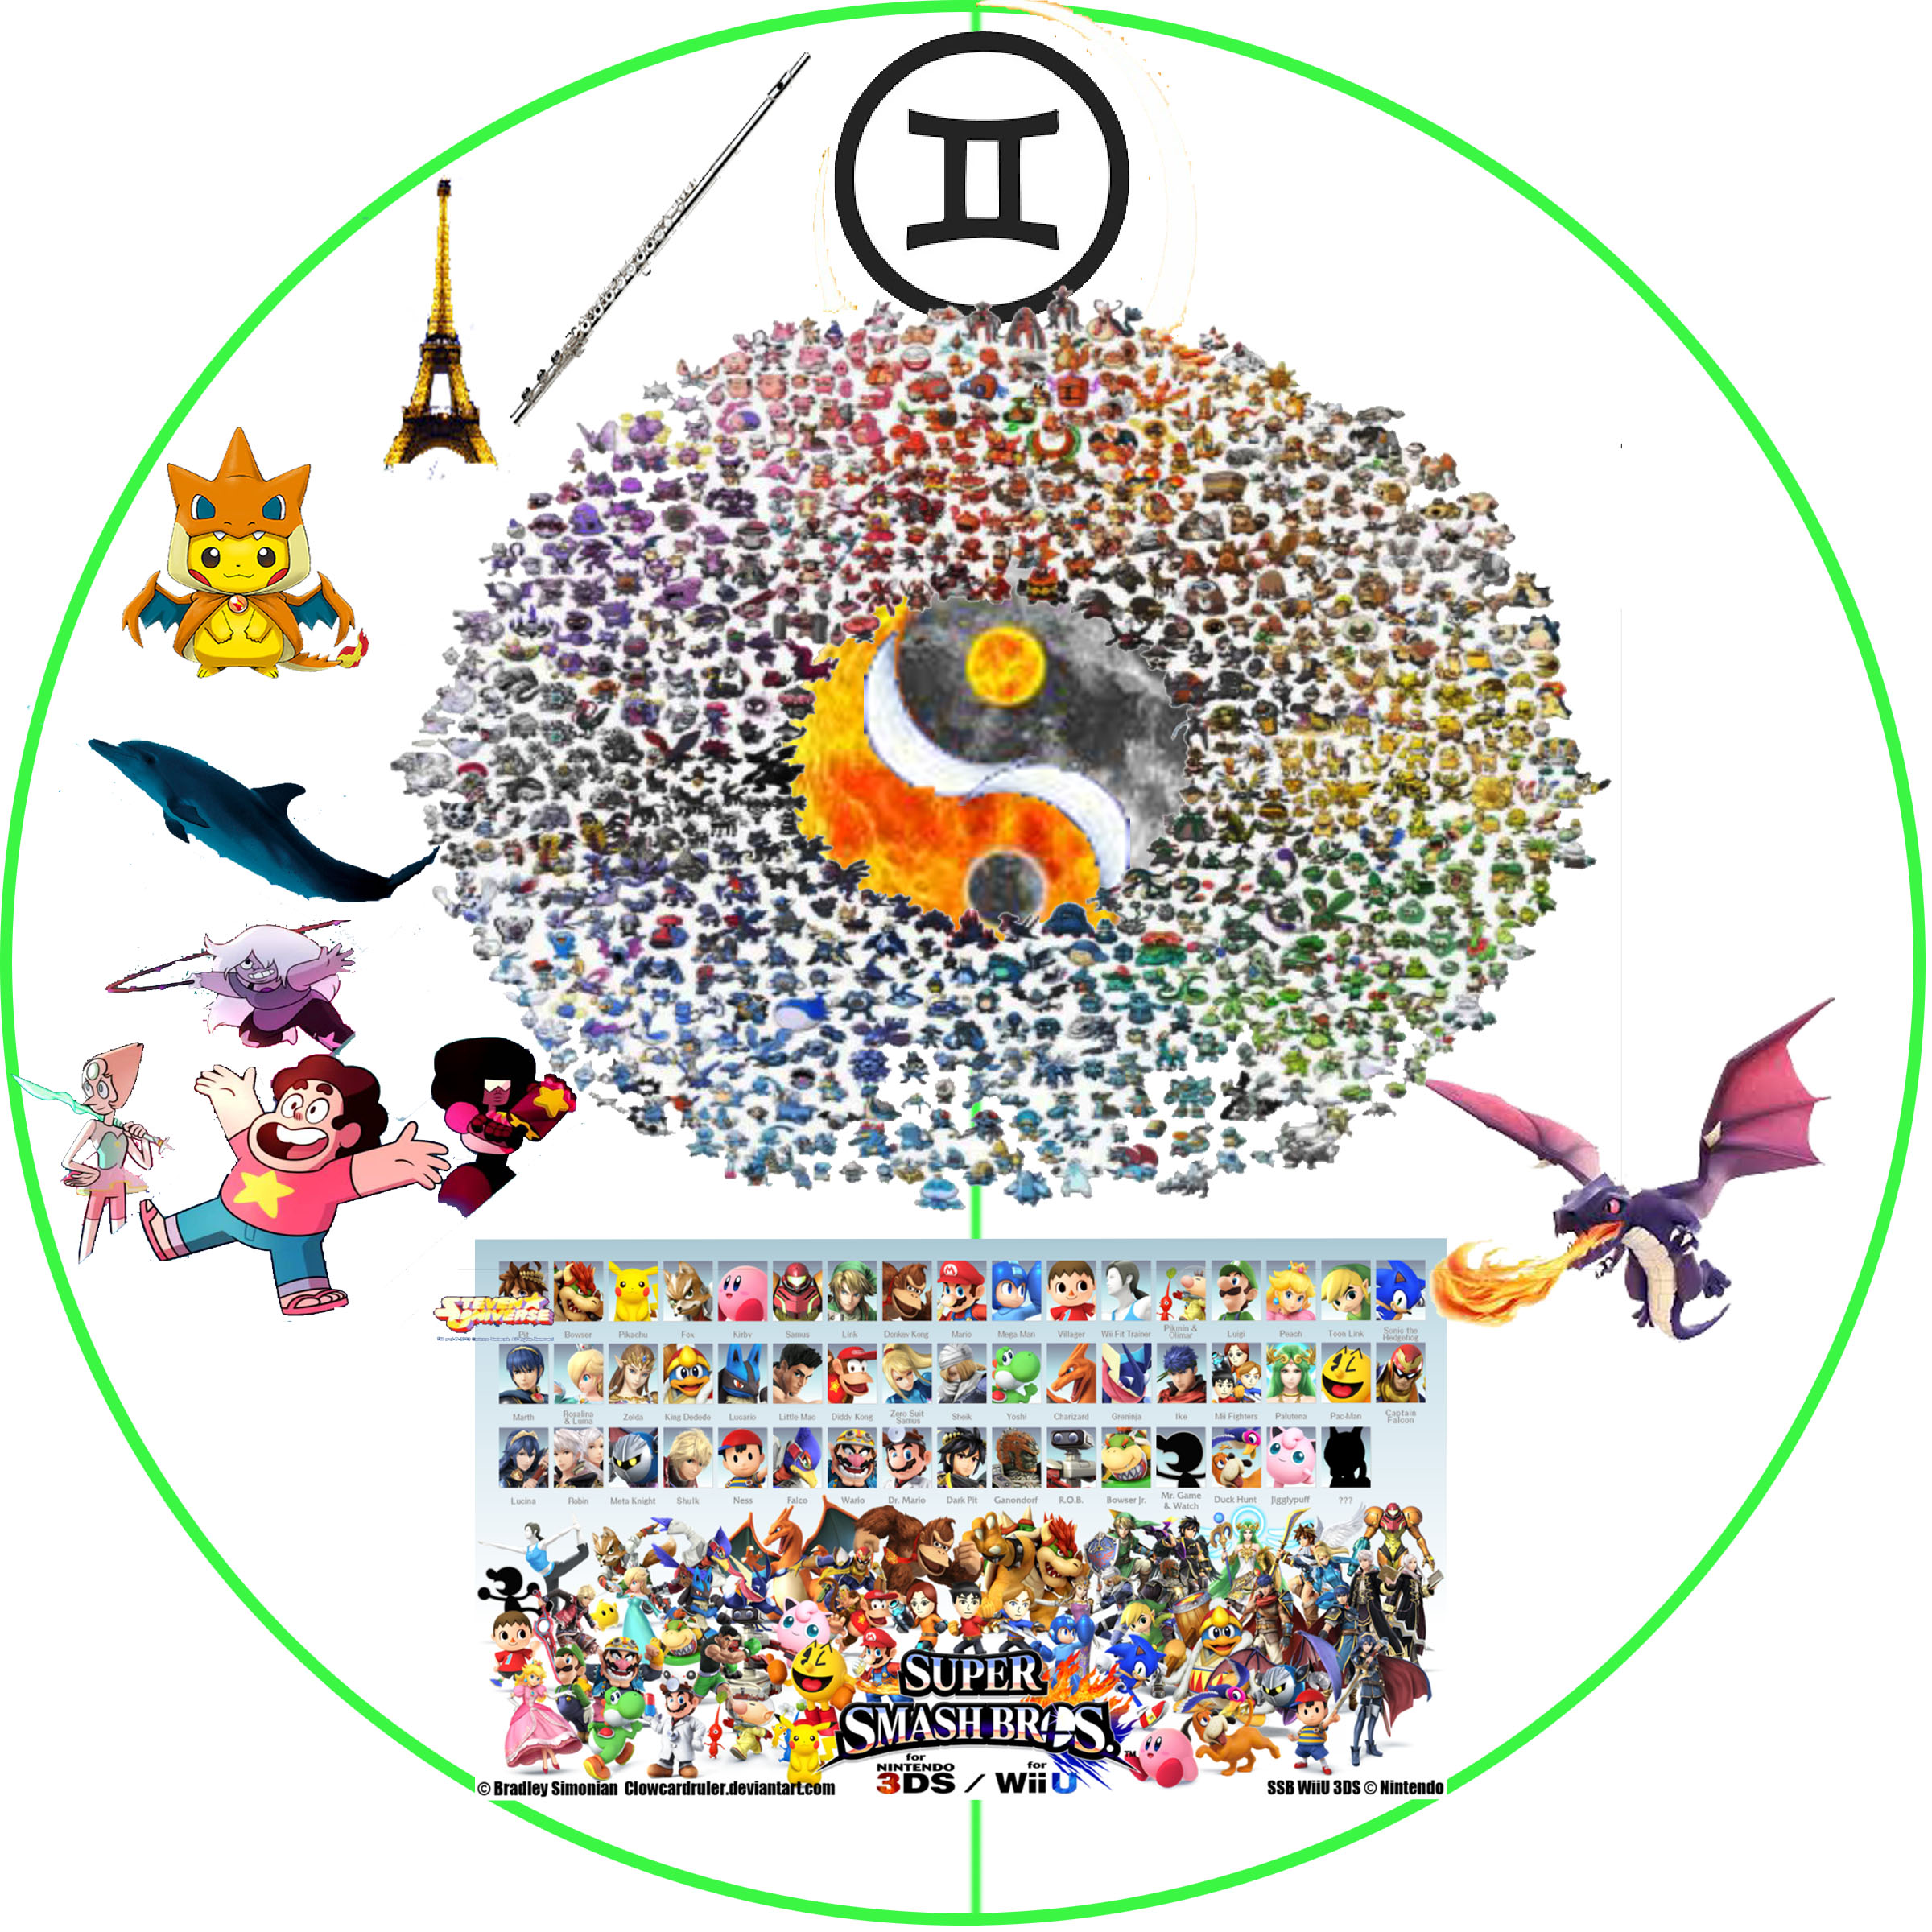 STEVEN UNIVERSE
Pit Bowser Pikachu Fox Kirby Samus Link Donkey Kong Mario Mega Man Villager Wii Fit Trainer Pikmin & Olimar Luigi Peach Toon Link Sonic the Hedgehog
Marth Rosalina & Luma Zelda King Dedede Lucario Little Mac Diddy Kong Zero Suit Samus Sheik Yoshi Charizard Greninja Ike Mii Fighters Palutena Pac-Man Captain Falcon
Lucina Robin Meta Knight Shulk Ness Falco Wario Dr. Mario Dark Pit Ganondorf R.O.B. Bowser Jr. Mr. Game & Watch Duck Hunt Jigglypuff ???
SUPER
SMASH BROS.™
for NINTENDO 3DS / for Wii U
© Bradley Simonian Clowcardruler.deviantart.com
SSB WiiU 3DS © Nintendo